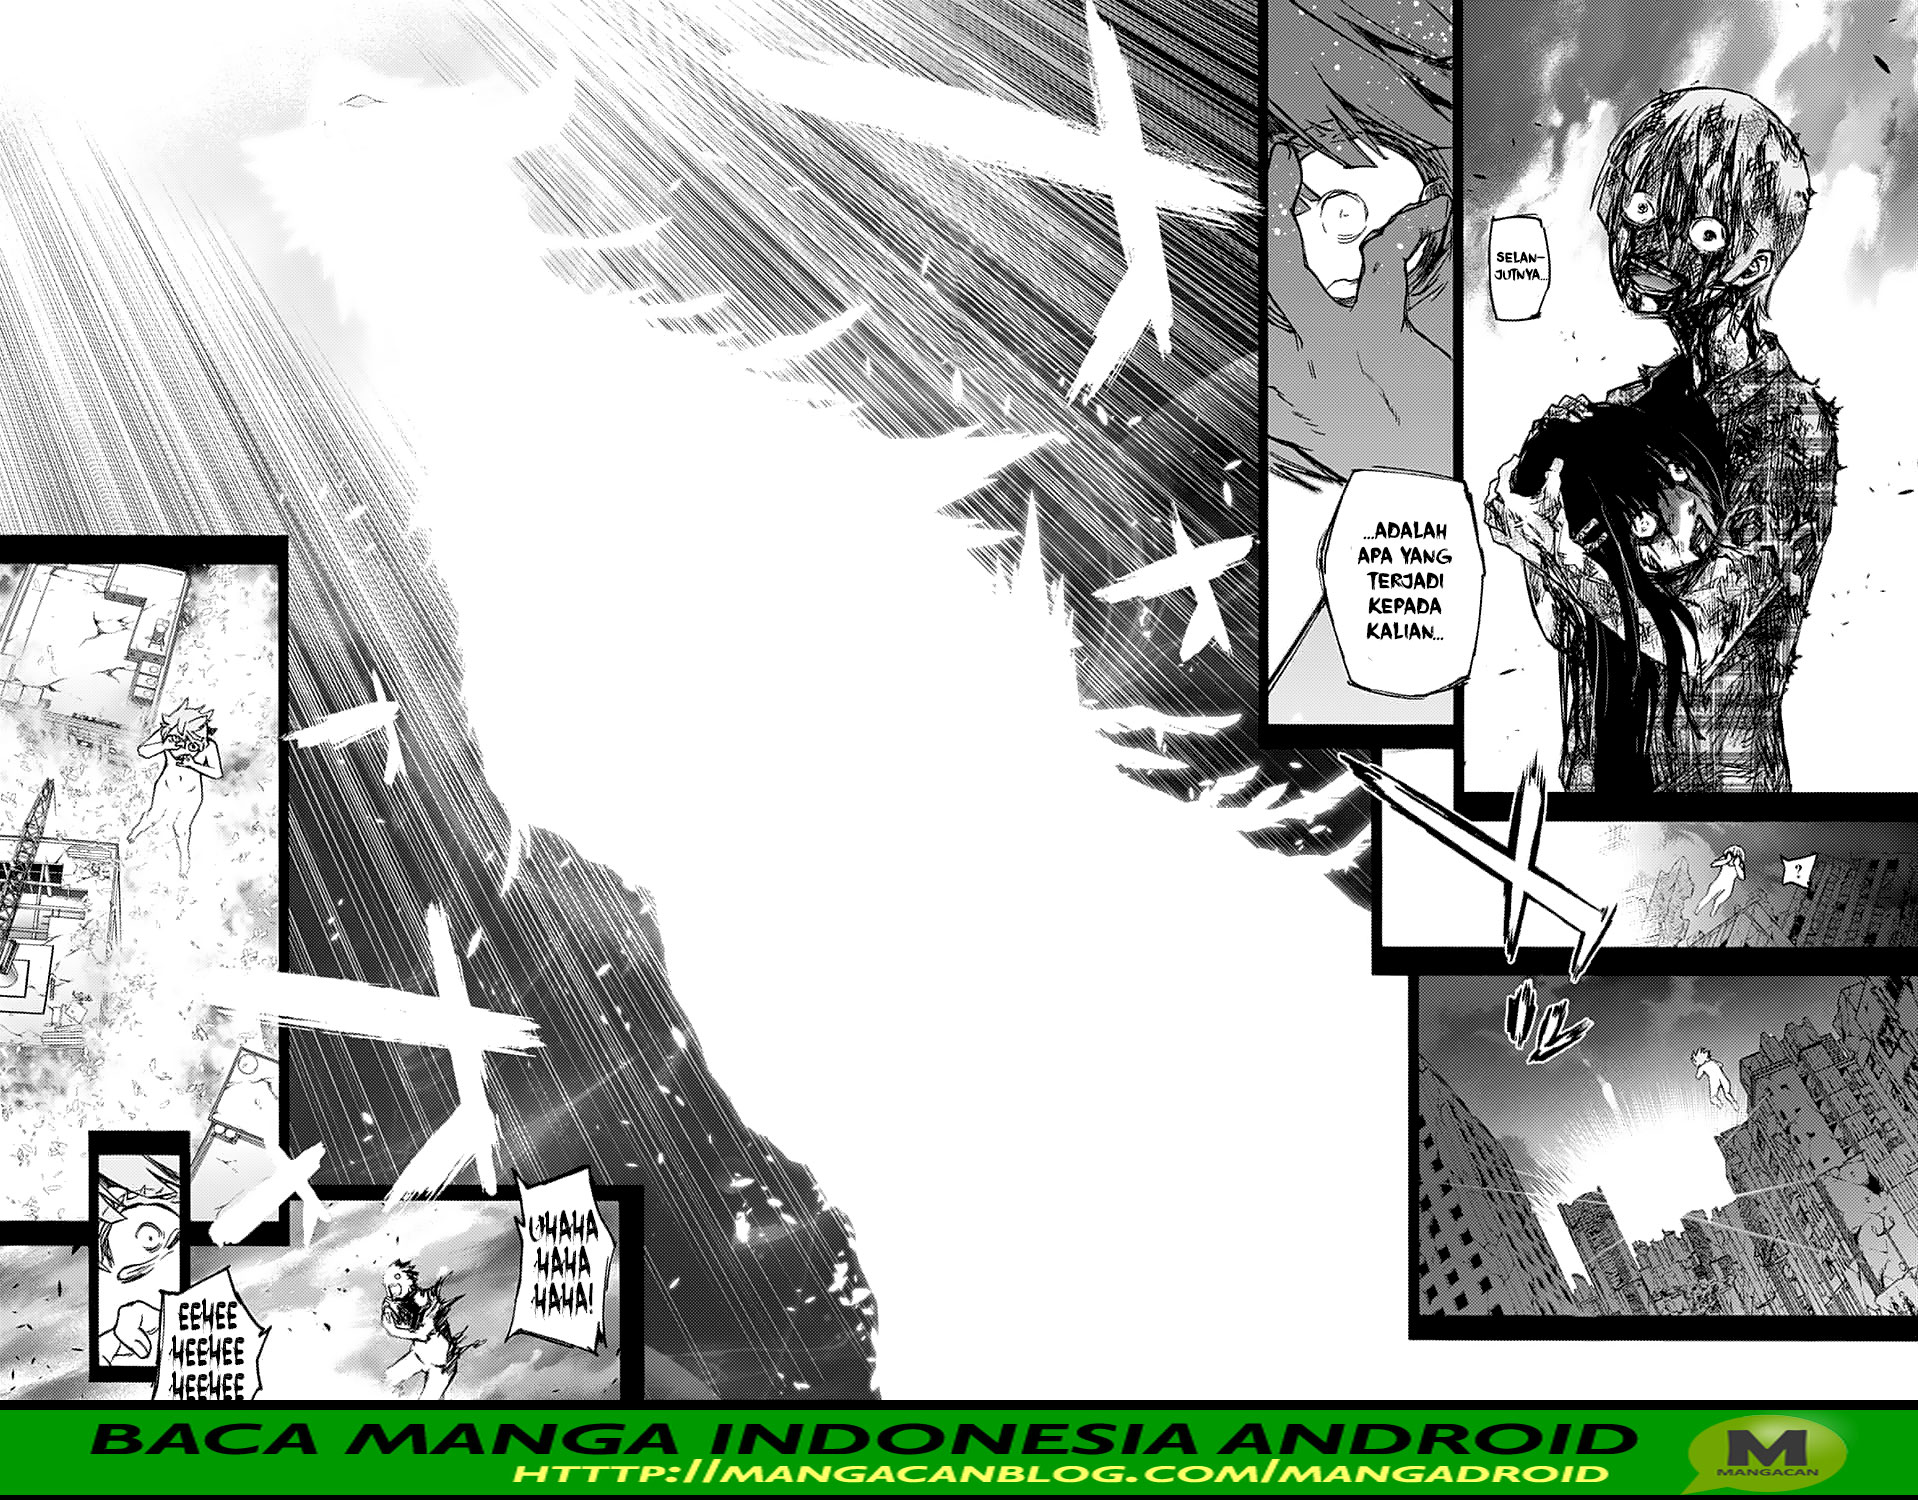 SELAN-
JUTNYA...
...ADALAH
APA YANG
TERJADI
KEPADA
KALIAN...
?
UHAHA
HAHA
HAHA
HAHA!
EEHEE
HEEHEE
HEEHEE
BACA MANGA INDONESIA ANDROID
HTTTP://MANGACANBLOG.COM/MANGADROID
M
MANGACAN